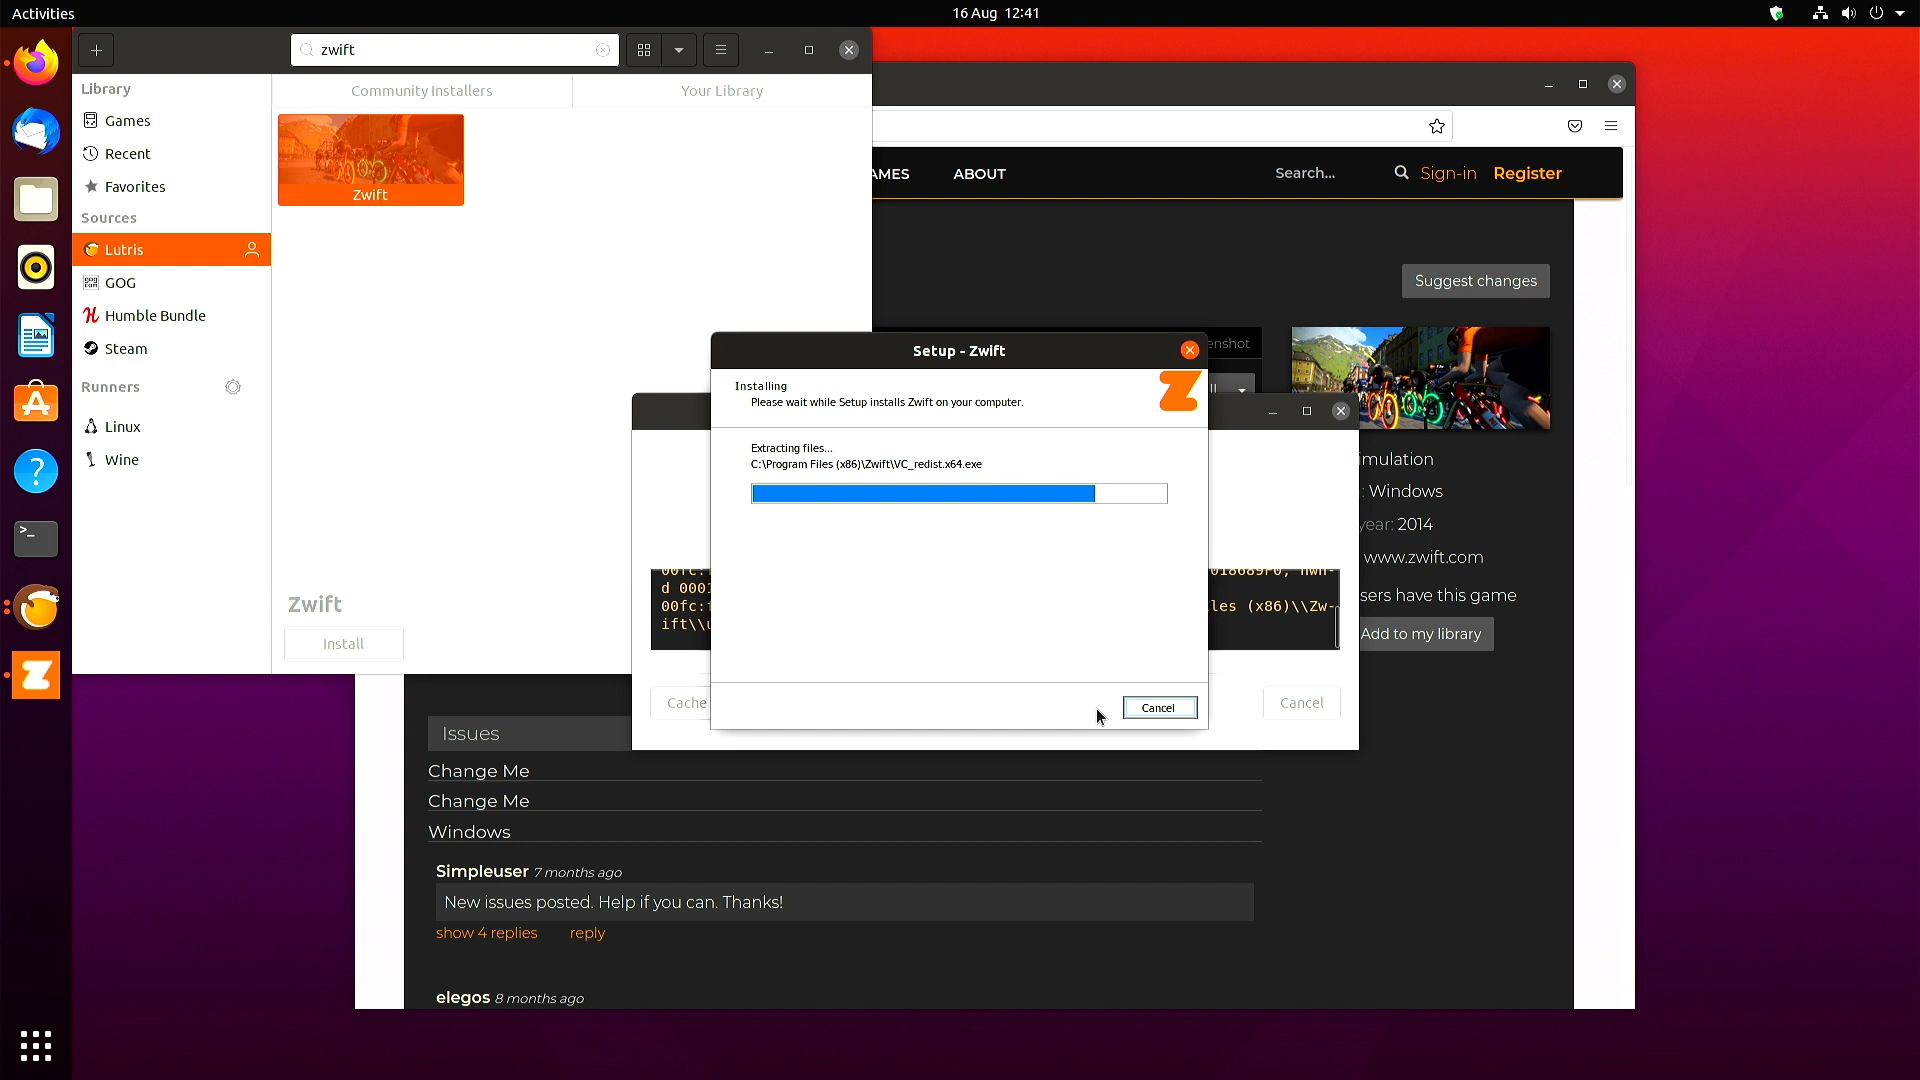 Activities
16 Aug 12:41
zwift
Library
Games
Recent
Favorites
Sources
Lutris
GOG
Humble Bundle
Steam
Runners
Linux
Wine
Community Installers
Your Library
Zwift
Zwift
Install
AMES
ABOUT
Search...
Sign-in
Register
Suggest changes
enshot
ll
imulation
: Windows
year: 2014
www.zwift.com
sers have this game
Add to my library
Setup - Zwift
Installing
Please wait while Setup installs Zwift on your computer.
Extracting files...
C:\Program Files (x86)\Zwift\VC_redist.x64.exe
Cancel
d 0001
00fc:
ift\\u
les (x86)\\Zw-
Cache
Cancel
Issues
Change Me
Change Me
Windows
Simpleuser 7 months ago
New issues posted. Help if you can. Thanks!
show 4 replies
reply
elegos 8 months ago